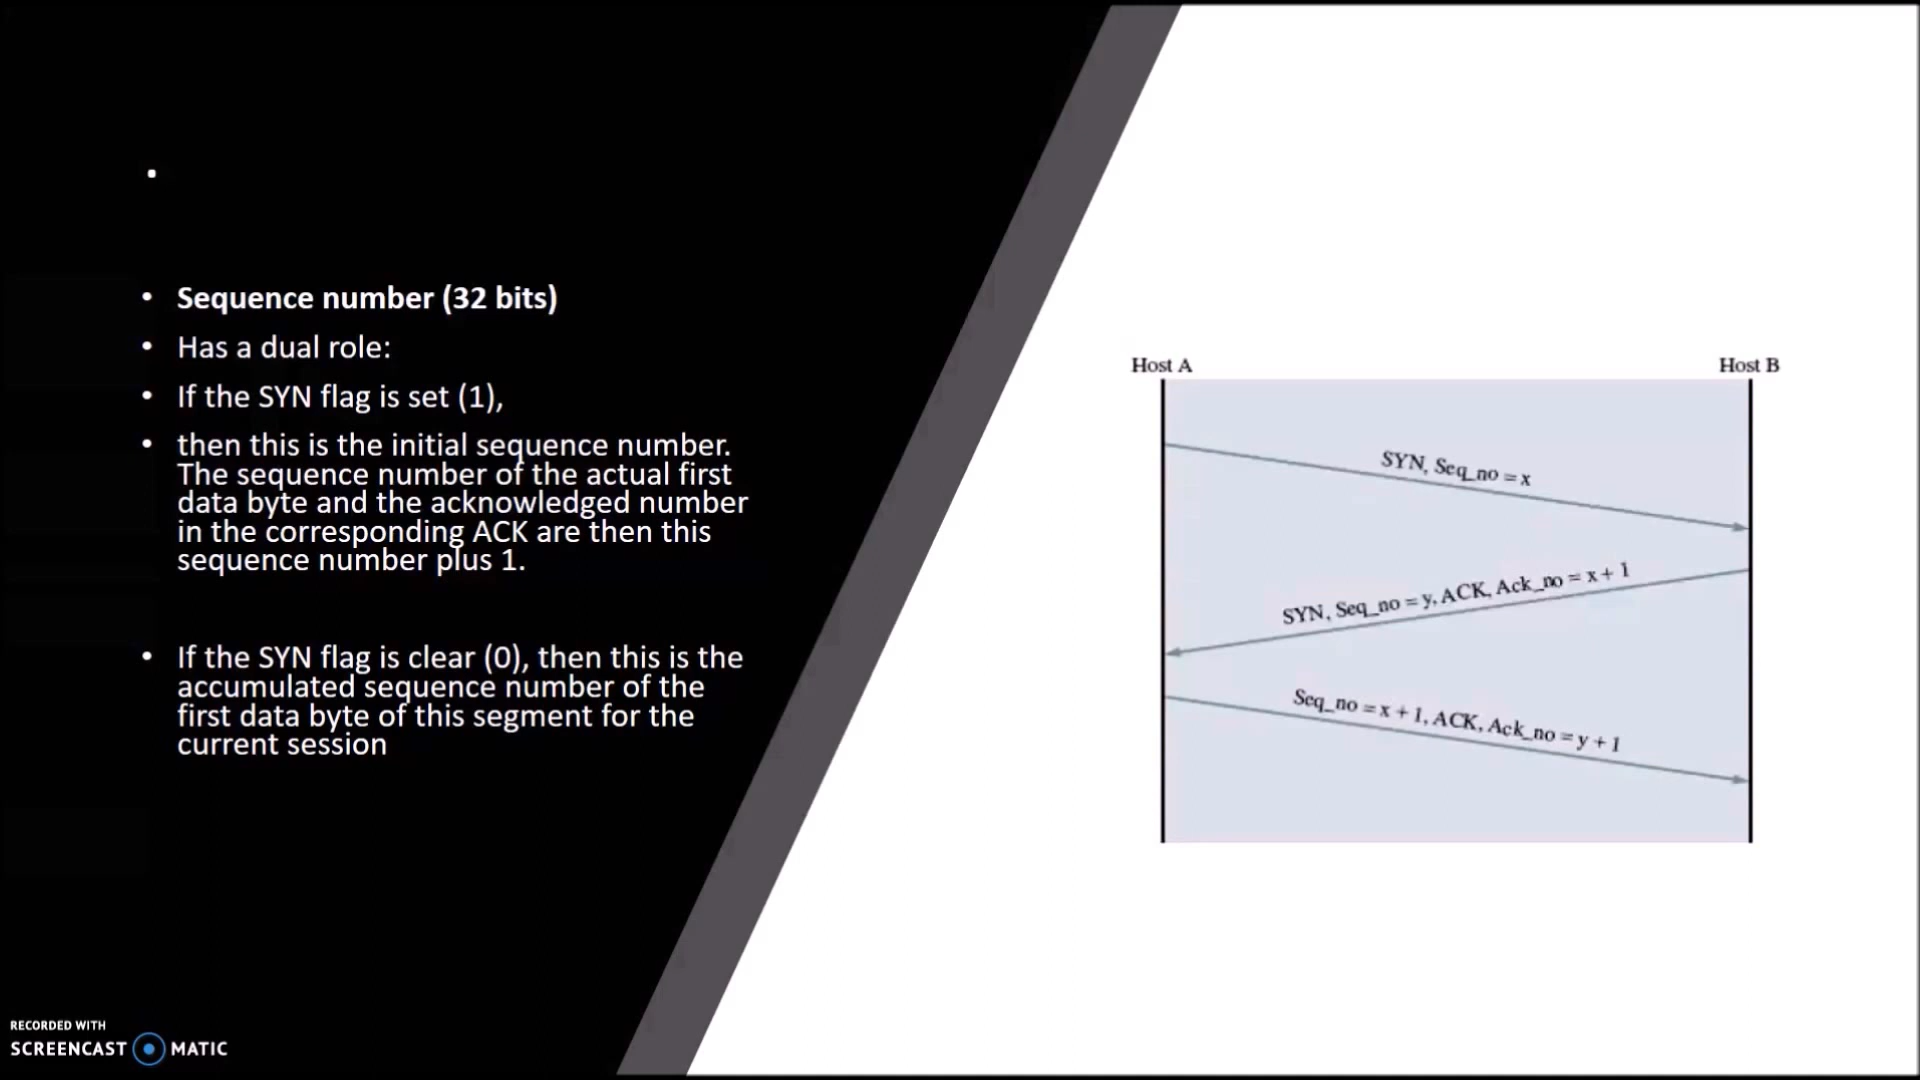 Sequence number (32 bits)
Has a dual role:
If the SYN flag is set (1),
then this is the initial sequence number.
The sequence number of the actual first
data byte and the acknowledged number
in the corresponding ACK are then this
sequence number plus 1.
If the SYN flag is clear (0), then this is the
accumulated sequence number of the
first data byte of this segment for the
current session
Host A
Host B
SYN, Seq_no = x
SYN, Seq_no = y, ACK, Ack_no = x + 1
Seq_no = x + 1, ACK, Ack_no = y + 1
RECORDED WITH
SCREENCAST MATIC